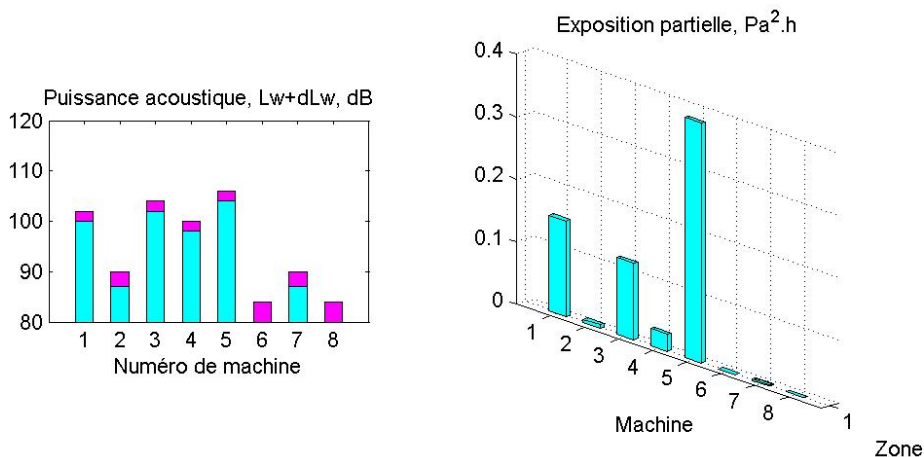 Puissance acoustique, Lw+dLw, dB
120
110
100
90
80
1 2 3 4 5 6 7 8
Numéro de machine
Exposition partielle, Pa².h
0.4
0.3
0.2
0.1
0
1 2 3 4 5 6 7 8
Machine
1
Zone